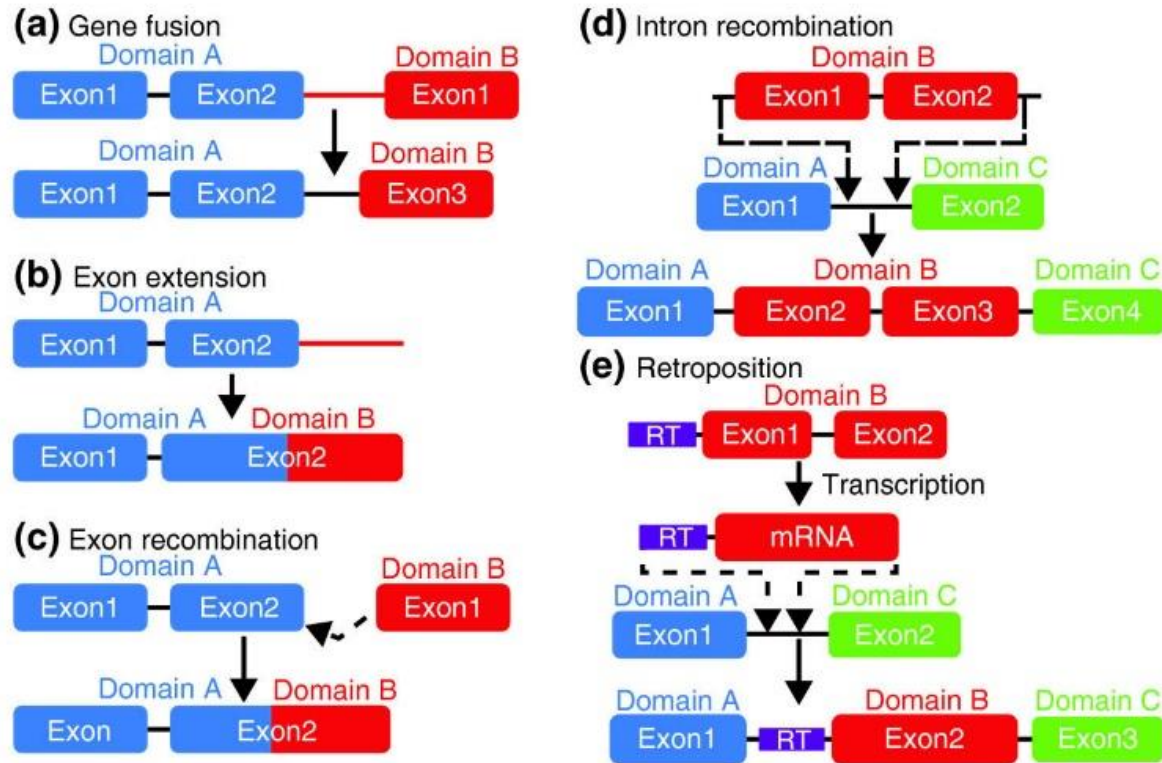 (a) Gene fusion
Domain A Domain B
Exon1 Exon2 Exon1
Domain A Domain B
Exon1 Exon2 Exon3
(b) Exon extension
Domain A
Exon1 Exon2
Domain A Domain B
Exon1 Exon2
(c) Exon recombination
Domain A Domain B
Exon1 Exon2 Exon1
Domain A Domain B
Exon Exon2
(d) Intron recombination
Domain B
Exon1 Exon2
Domain A Domain C
Exon1 Exon2
Domain A Domain B Domain C
Exon1 Exon2 Exon3 Exon4
(e) Retroposition
Domain B
RT Exon1 Exon2
Transcription
RT mRNA
Domain A Domain C
Exon1 Exon2
Domain A Domain B Domain C
Exon1 RT Exon2 Exon3